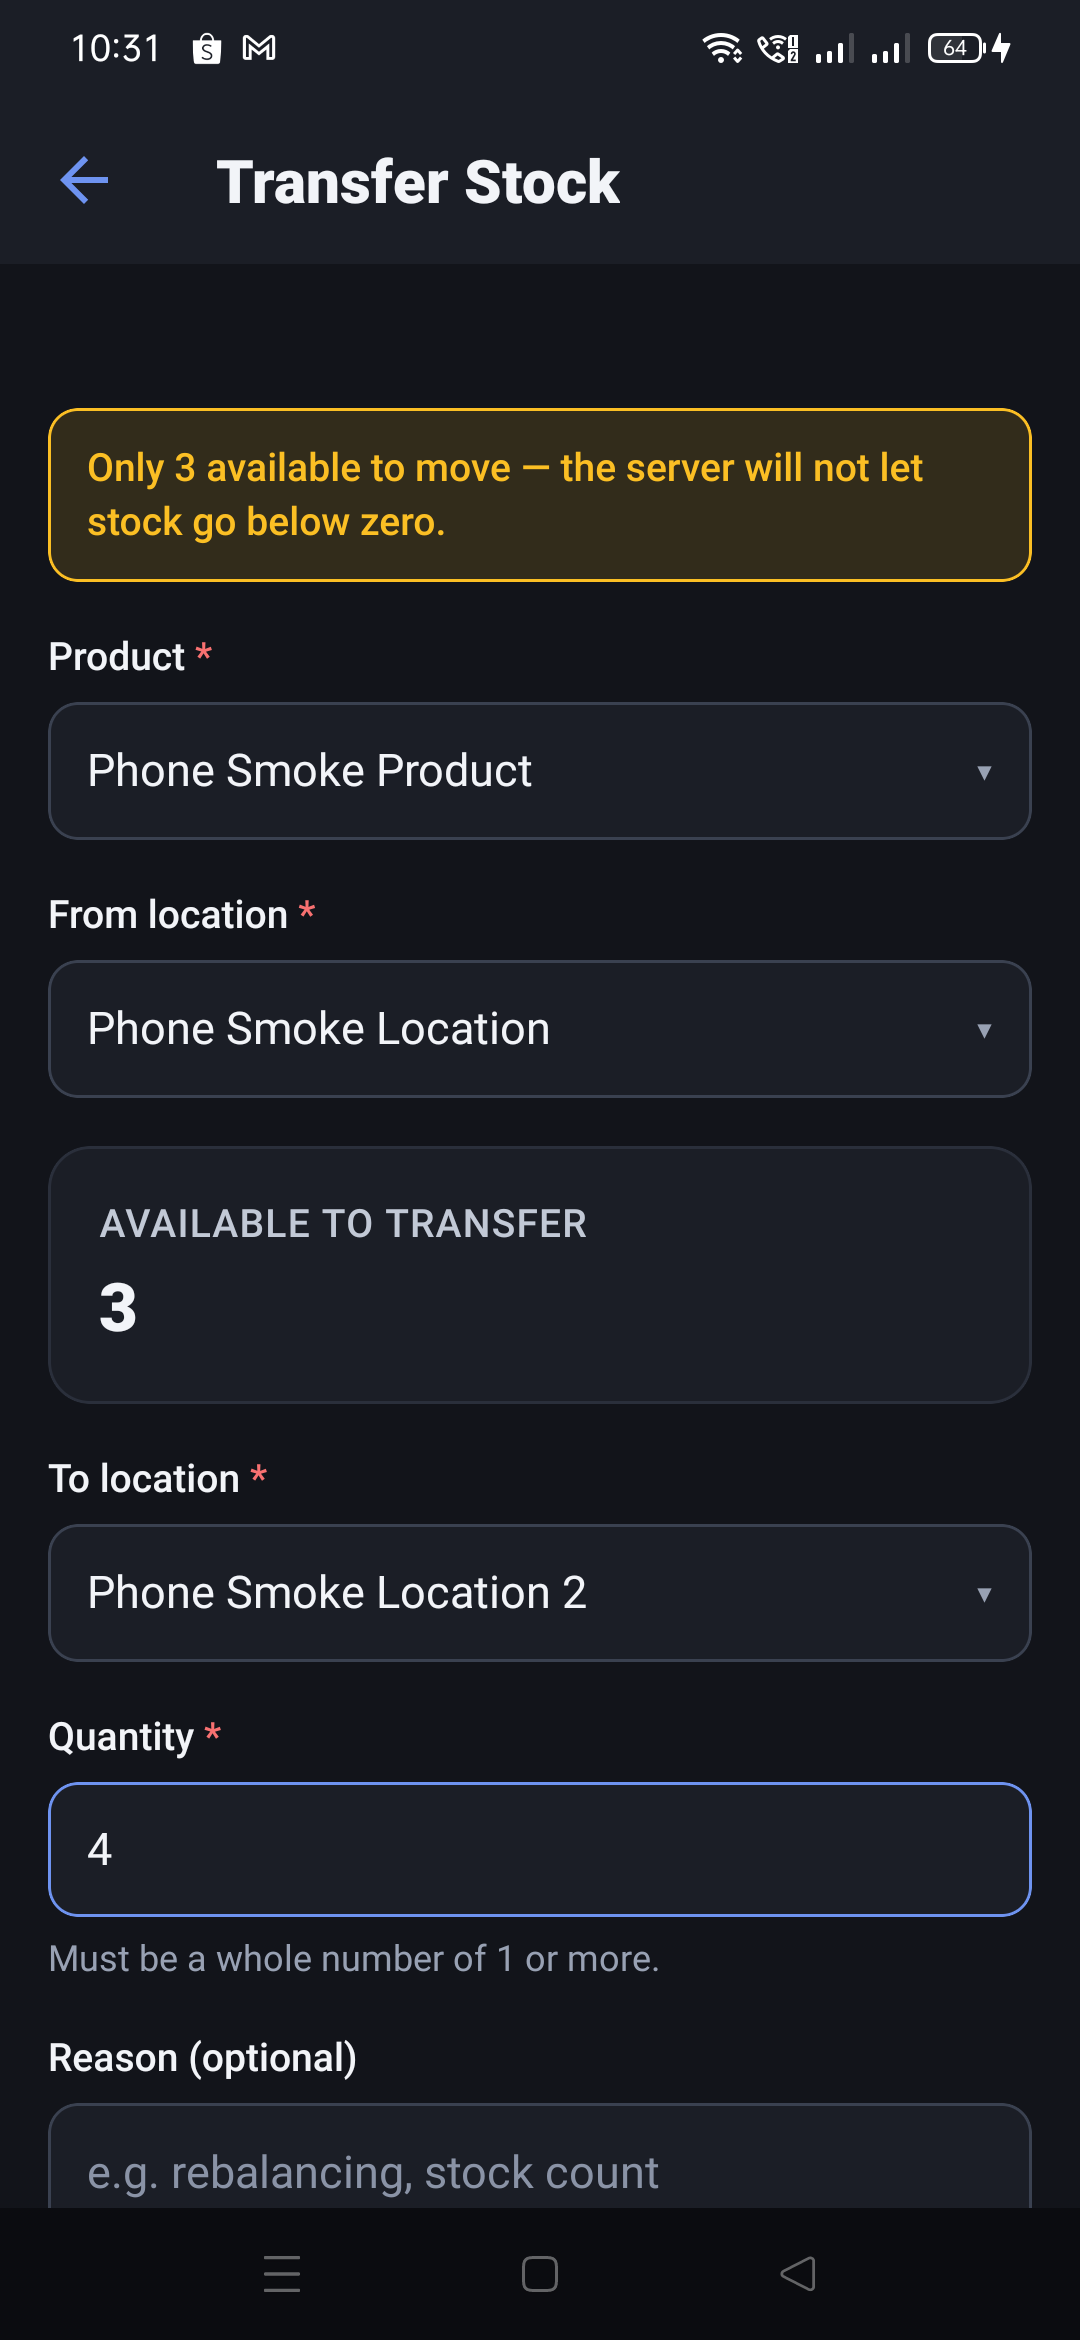 10:31
64
Transfer Stock
Only 3 available to move — the server will not let
stock go below zero.
Product *
Phone Smoke Product
From location *
Phone Smoke Location
AVAILABLE TO TRANSFER
3
To location *
Phone Smoke Location 2
Quantity *
4
Must be a whole number of 1 or more.
Reason (optional)
e.g. rebalancing, stock count